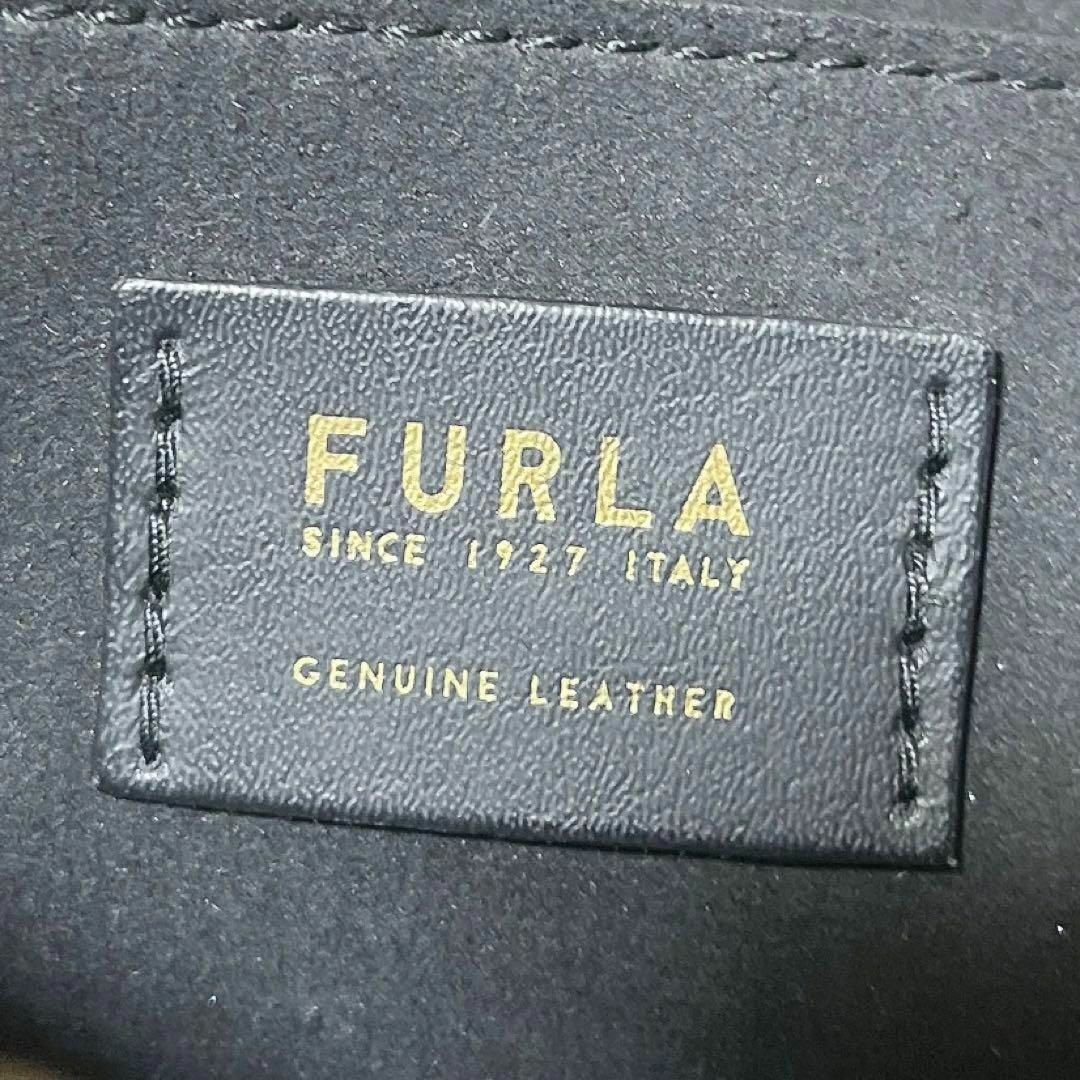 FURLA
SINCE 1927 ITALY
GENUINE LEATHER